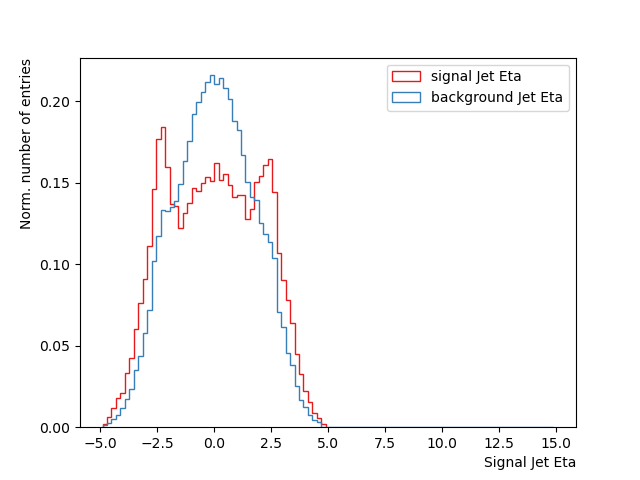 signal Jet Eta
background Jet Eta
Norm. number of entries
0.20
0.15
0.10
0.05
0.00
−5.0 −2.5 0.0 2.5 5.0 7.5 10.0 12.5 15.0
Signal Jet Eta